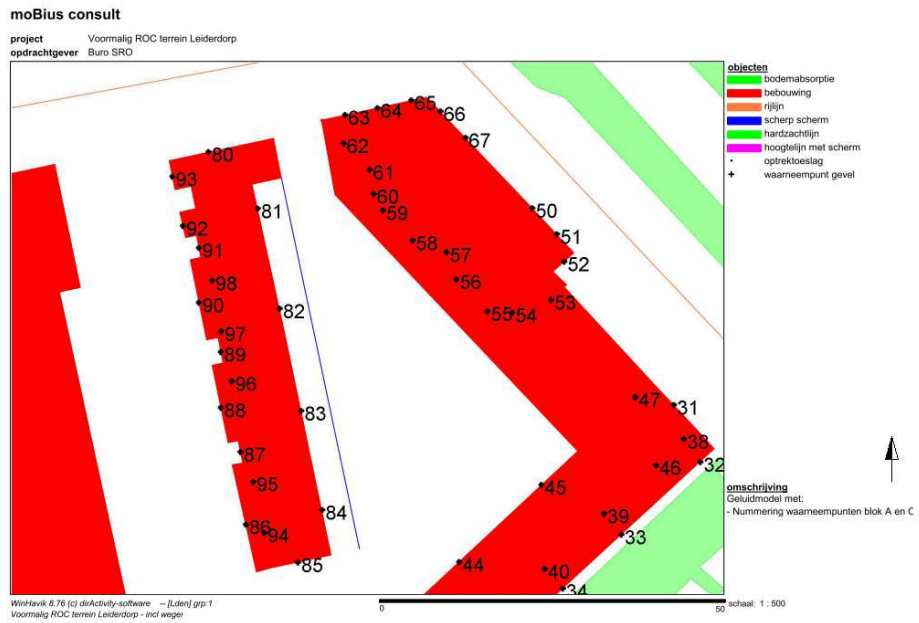 moBius consult
project Voormalig ROC terrein Leiderdorp
opdrachtgever Buro SRO
objecten
bodemabsorptie
bebouwing
rijlijn
scherp scherm
hardzachtlijn
hoogtelijn met scherm
optrektoeslag
waarneempunt gevel
65
64
63
66
62
67
80
61
93
60
59
50
81
92
51
58
91
57
52
98
56
53
90
82
55
54
97
89
96
47
31
88
83
38
87
46
32
95
45
84
39
86
94
33
85
44
40
34
omschrijving
Geluidmodel met:
- Nummering waarneempunten blok A en C
WinHavik 8.76 (c) dirActivity-software -- [Lden] grp:1
Voormalig ROC terrein Leiderdorp - incl weger
0
50
schaal: 1 : 500